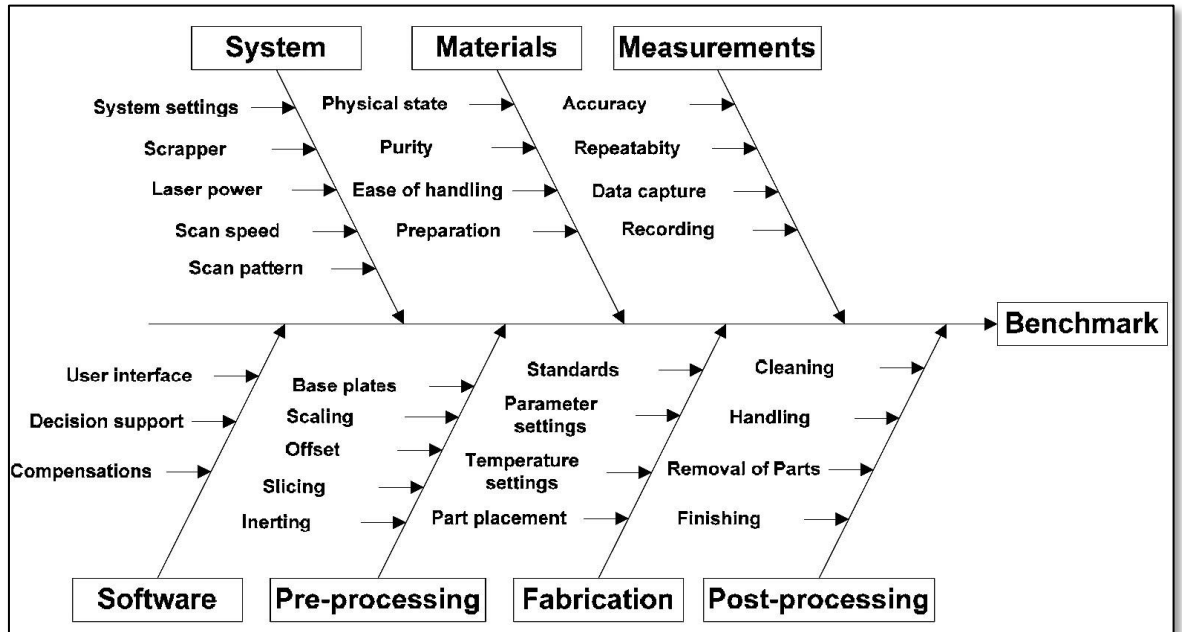 System
Materials
Measurements
System settings
Scrapper
Laser power
Scan speed
Scan pattern
Physical state
Purity
Ease of handling
Preparation
Accuracy
Repeatabity
Data capture
Recording
Benchmark
User interface
Decision support
Compensations
Base plates
Scaling
Offset
Slicing
Inerting
Standards
Parameter
settings
Temperature
settings
Part placement
Cleaning
Handling
Removal of Parts
Finishing
Software
Pre-processing
Fabrication
Post-processing